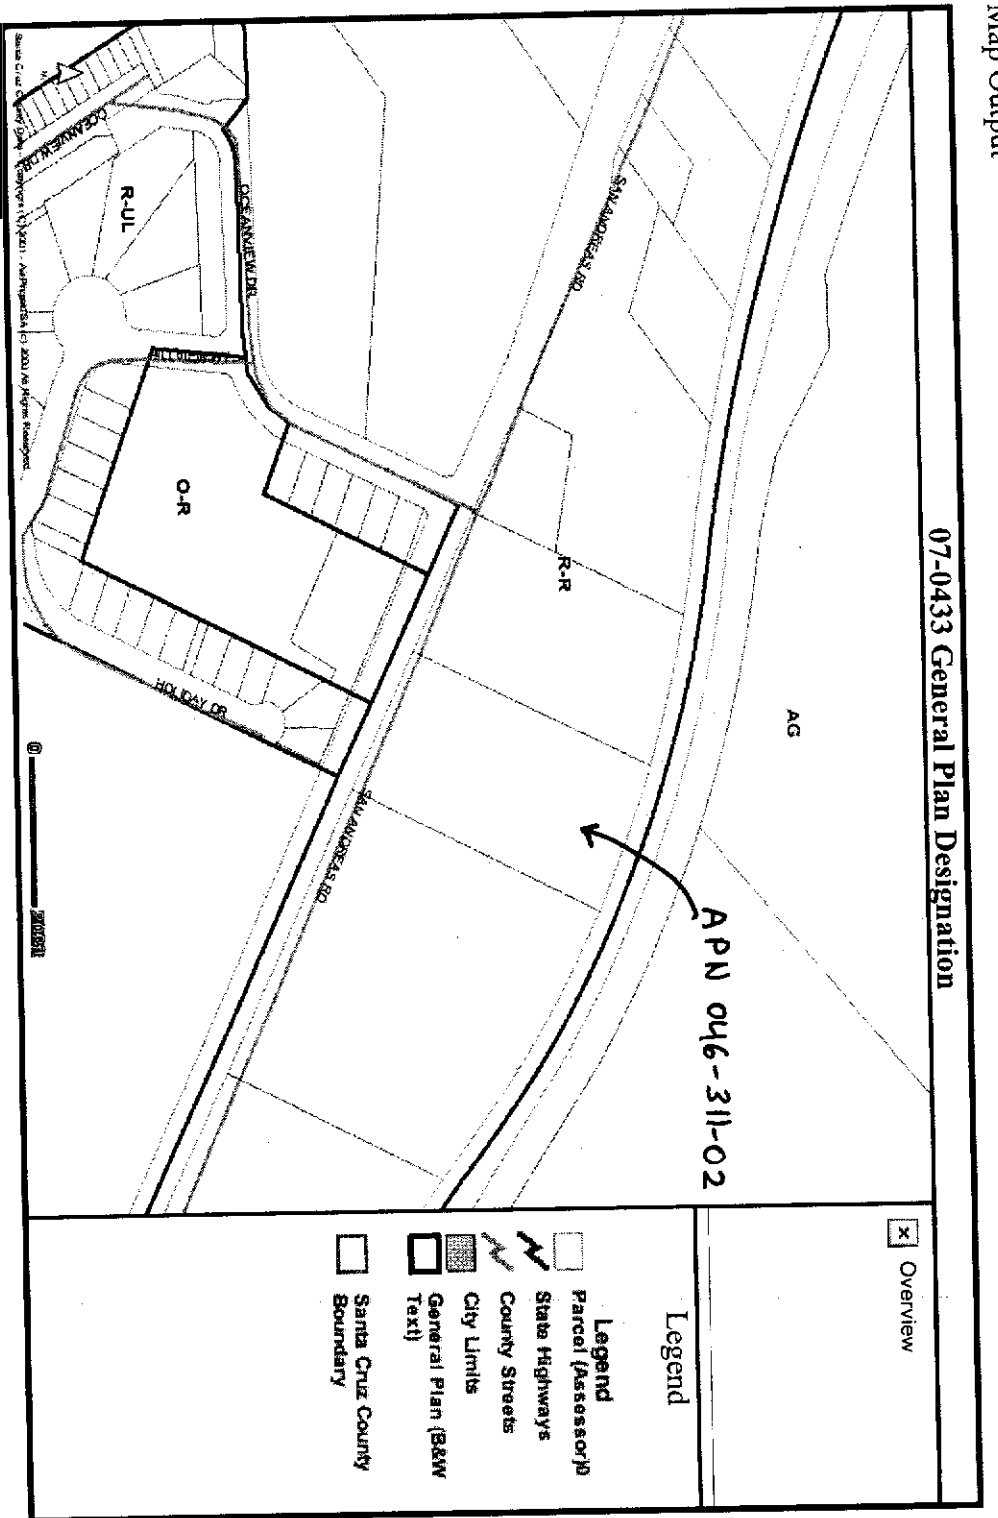 Map Output
07-0433 General Plan Designation
AG
APN 046-311-02
R-R
SAN ANDREAS RD
SAN ANDREAS RD
OCEANVIEW DR
OCEANVIEW DR
R-UL
O-R
HOLIDAY DR
0
x Overview
Legend
Legend
Parcel (Assessor)0
State Highways
County Streets
City Limits
General Plan (B&W
Text)
Santa Cruz County
Boundary